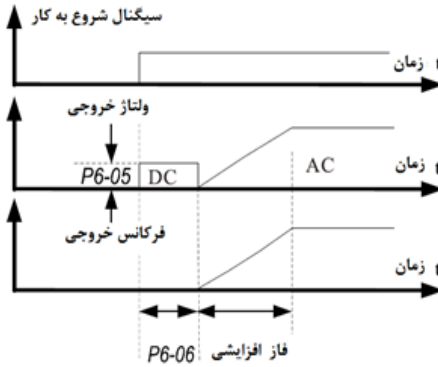 سیگنال شروع به کار
زمان t
ولتاژ خروجی
P6-05
DC
AC
زمان t
فرکانس خروجی
زمان t
P6-06
فاز افزایشی